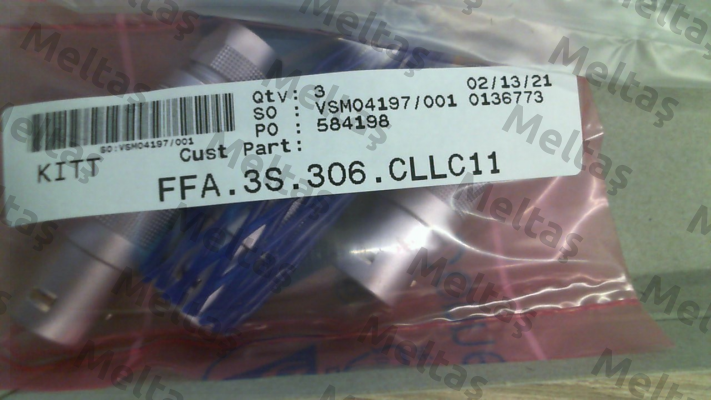 Qty : 3 02/13/21
SO : VSM04197/001 0136773
PO : 584198
SO:VSM04197/001
KITT Cust Part:
FFA.3S.306.CLLC11
Meltaş